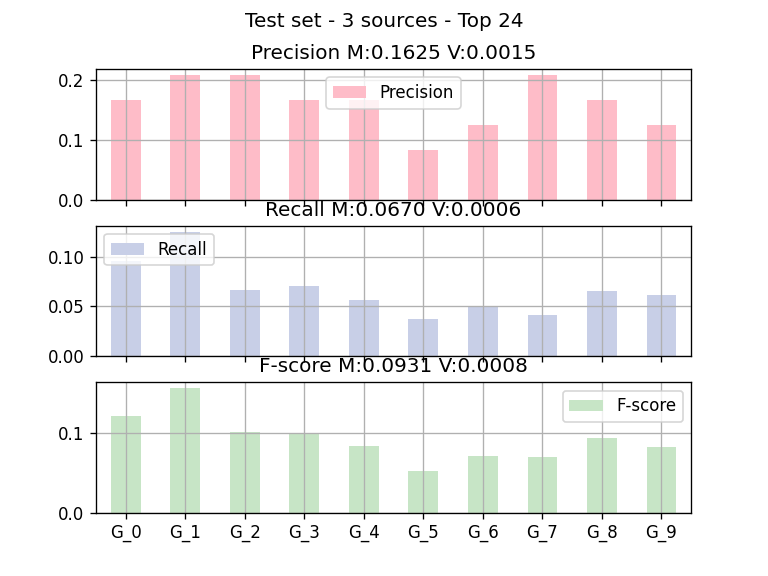 Test set - 3 sources - Top 24
Precision M:0.1625 V:0.0015
0.2
0.1
0.0
Precision
Recall M:0.0670 V:0.0006
0.10
0.05
0.00
Recall
F-score M:0.0931 V:0.0008
0.1
0.0
F-score
G_0 G_1 G_2 G_3 G_4 G_5 G_6 G_7 G_8 G_9